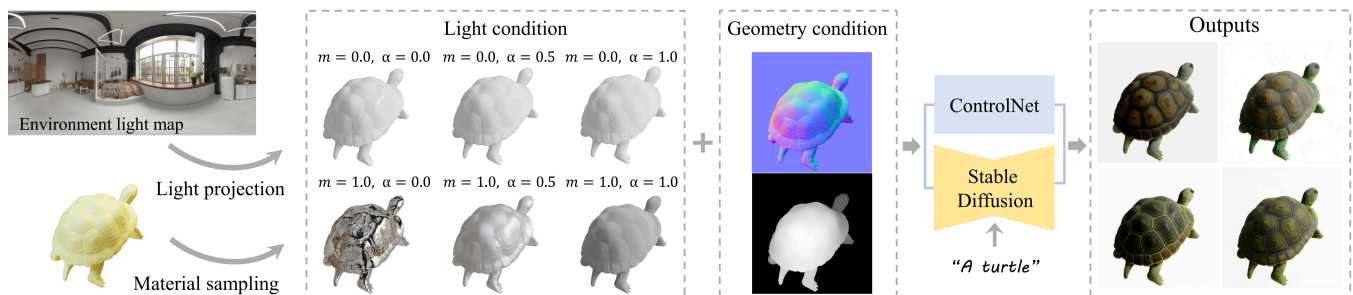 Environment light map
Light projection
Material sampling
Light condition
m = 0.0, α = 0.0
m = 0.0, α = 0.5
m = 0.0, α = 1.0
m = 1.0, α = 0.0
m = 1.0, α = 0.5
m = 1.0, α = 1.0
+
Geometry condition
ControlNet
Stable
Diffusion
“A turtle”
Outputs